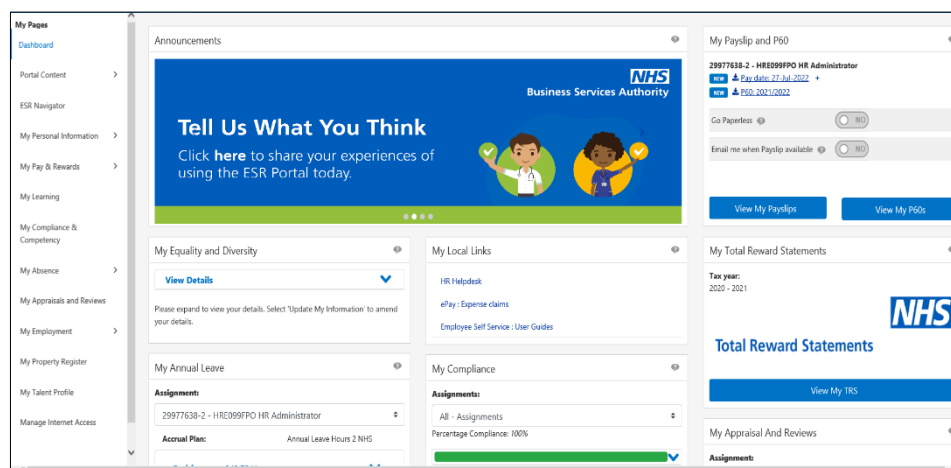 My Pages
Dashboard
Portal Content
ESR Navigator
My Personal Information
My Pay & Rewards
My Learning
My Compliance &
Competency
My Absence
My Appraisals and Reviews
My Employment
My Property Register
My Talent Profile
Manage Internet Access
Announcements
NHS
Business Services Authority
Tell Us What You Think
Click here to share your experiences of
using the ESR Portal today.
My Payslip and P60
29977638-2 - HRE099FPO HR Administrator
NEW Pay date: 27-Jul-2022 +
NEW P60: 2021/2022
Go Paperless NO
Email me when Payslip available NO
View My Payslips View My P60s
My Equality and Diversity
View Details
Please expand to view your details. Select 'Update My Information' to amend
your details.
My Local Links
HR Helpdesk
ePay : Expense claims
Employee Self Service : User Guides
My Total Reward Statements
Tax year:
2020 - 2021
NHS
Total Reward Statements
View My TRS
My Annual Leave
Assignment:
29977638-2 - HRE099FPO HR Administrator
Accrual Plan: Annual Leave Hours 2 NHS
My Compliance
Assignments:
All - Assignments
Percentage Compliance: 100%
My Appraisal And Reviews
Assignment: